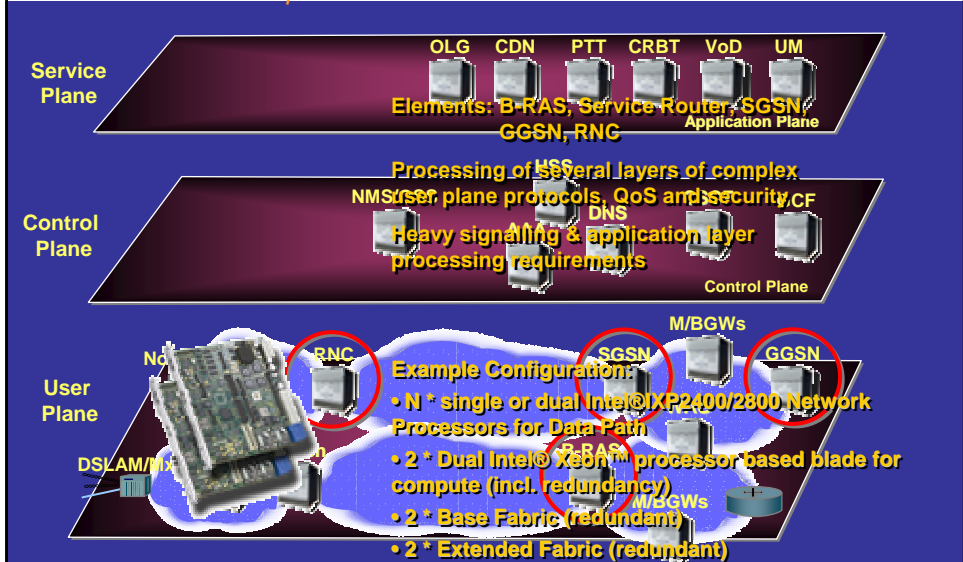 OLG CDN PTT CRBT VoD UM
Service
Plane
Elements: B-RAS, Service Router, SGSN,
GGSN, RNC
Application Plane
Processing of several layers of complex
user plane protocols, QoS and security
HSS
DNS
Control
Plane
Heavy signalling & application layer
processing requirements
Control Plane
M/BGWs
RNC SGSN GGSN
User
Plane
Example Configuration:
• N * single or dual Intel® IXP2400/2800 Network
Processors for Data Path
B-RAS
DSLAM/Mx
• 2 * Dual Intel® Xeon™ processor based blade for
compute (incl. redundancy)
M/BGWs
• 2 * Base Fabric (redundant)
• 2 * Extended Fabric (redundant)